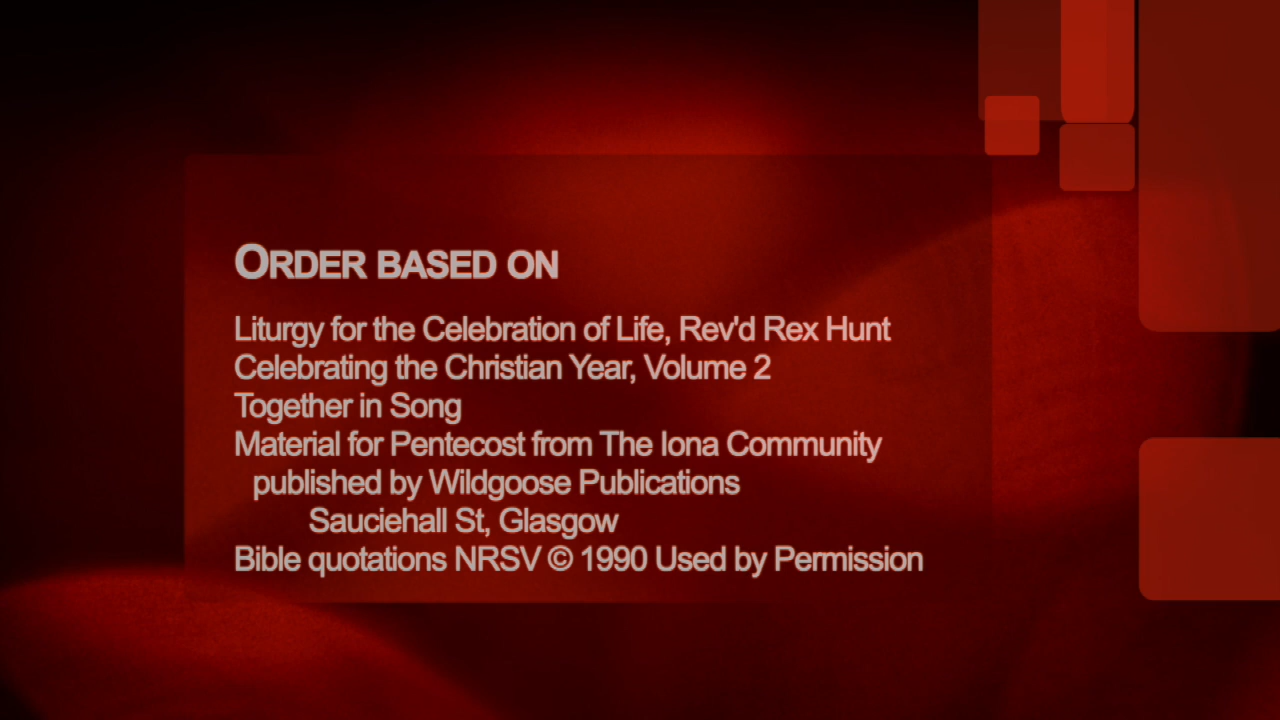 ORDER BASED ON
Liturgy for the Celebration of Life, Rev'd Rex Hunt
Celebrating the Christian Year, Volume 2
Together in Song
Material for Pentecost from The Iona Community
published by Wildgoose Publications
Sauciehall St, Glasgow
Bible quotations NRSV © 1990 Used by Permission